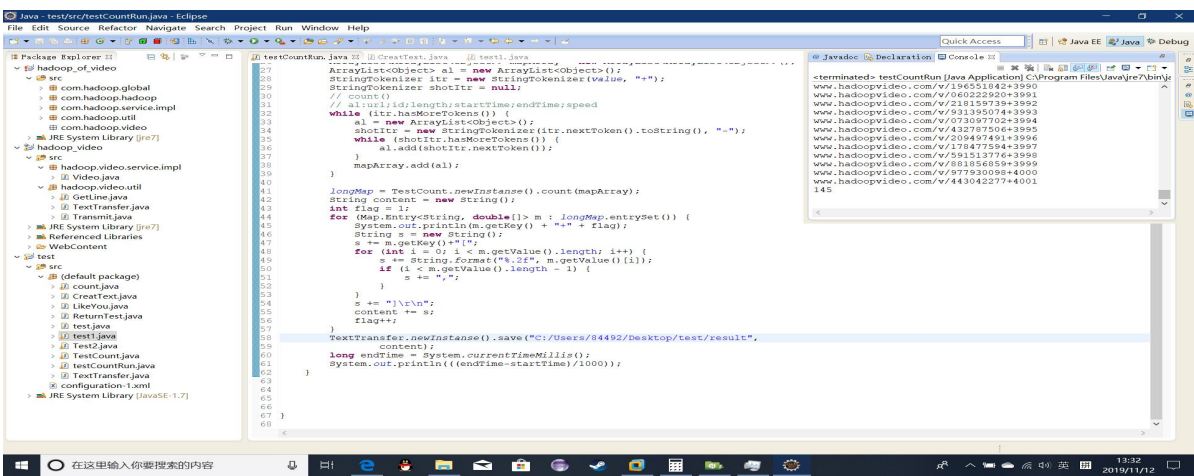 Java - test/src/testCountRun.java - Eclipse
File Edit Source Refactor Navigate Search Project Run Window Help
Quick Access
Java EE
Java
Debug
Package Explorer
hadoop_of_video
src
com.hadoop.global
com.hadoop
com.hadoop.service.impl
com.hadoop.util
com.hadoop.video
JRE System Library [jre7]
hadoop_video
src
hadoop.video.service.impl
Video.java
hadoop.video.util
GetLine.java
TextTransfer.java
Transmit.java
JRE System Library [jre7]
Referenced Libraries
WebContent
test
src
(default package)
count.java
CreatText.java
LikeYou.java
ReturnTest.java
test.java
test1.java
Test2.java
TestCount.java
testCountRun.java
TextTransfer.java
configuration-1.xml
JRE System Library [JavaSE-1.7]
testCountRun.java
CreatText.java
test1.java
27 ArrayList<Object> al = new ArrayList<Object>();
28 StringTokenizer itr = new StringTokenizer(value, "+");
29 StringTokenizer shotItr = null;
30 // count()
31 // al:url;id;length;startTime;endTime;speed
32 while (itr.hasMoreTokens()) {
33 al = new ArrayList<Object>();
34 shotItr = new StringTokenizer(itr.nextToken().toString(), "-");
35 while (shotItr.hasMoreTokens()) {
36 al.add(shotItr.nextToken());
37 }
38 mapArray.add(al);
39 }
40
41 longMap = TestCount.newInstanse().count(mapArray);
42 String content = new String();
43 int flag = 1;
44 for (Map.Entry<String, double[]> m : longMap.entrySet()) {
45 System.out.println(m.getKey() + "+" + flag);
46 String s = new String();
47 s += m.getKey()+"[";
48 for (int i = 0; i < m.getValue().length; i++) {
49 s += String.format("%.2f", m.getValue()[i]);
50 if (i < m.getValue().length - 1) {
51 s += ",";
52 }
53 }
54 s += "]\r\n";
55 content += s;
56 flag++;
57 }
58 TextTransfer.newInstanse().save("C:/Users/84492/Desktop/test/result",
59 content);
60 long endTime = System.currentTimeMillis();
61 System.out.println(((endTime-startTime)/1000));
62 }
63
64
65
66
67 }
68
Javadoc
Declaration
Console
<terminated> testCountRun [Java Application] C:\Program Files\Java\jre7\bin\ja
www.hadoopvideo.com/v/196551842+3990
www.hadoopvideo.com/v/060222920+3991
www.hadoopvideo.com/v/218159739+3992
www.hadoopvideo.com/v/931395074+3993
www.hadoopvideo.com/v/073097702+3994
www.hadoopvideo.com/v/432787506+3995
www.hadoopvideo.com/v/209497491+3996
www.hadoopvideo.com/v/178477594+3997
www.hadoopvideo.com/v/591513776+3998
www.hadoopvideo.com/v/881856859+3999
www.hadoopvideo.com/v/977930098+4000
www.hadoopvideo.com/v/443042277+4001
145
在这里输入你要搜索的内容
英
13:32
2019/11/12